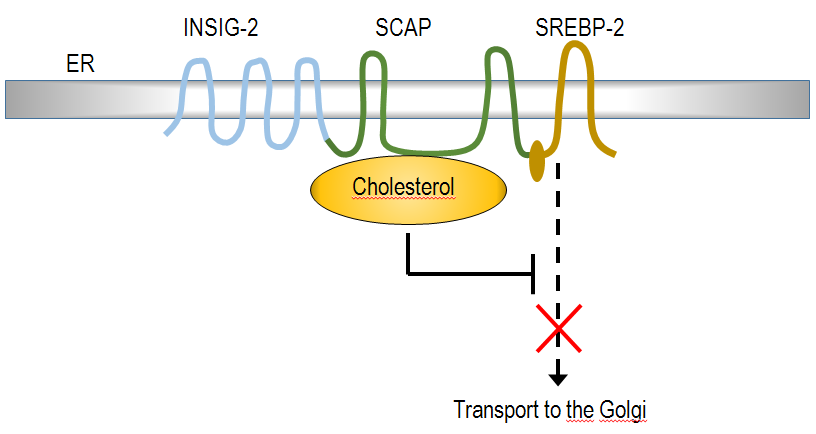 INSIG-2 SCAP SREBP-2
ER
Cholesterol
Transport to the Golgi